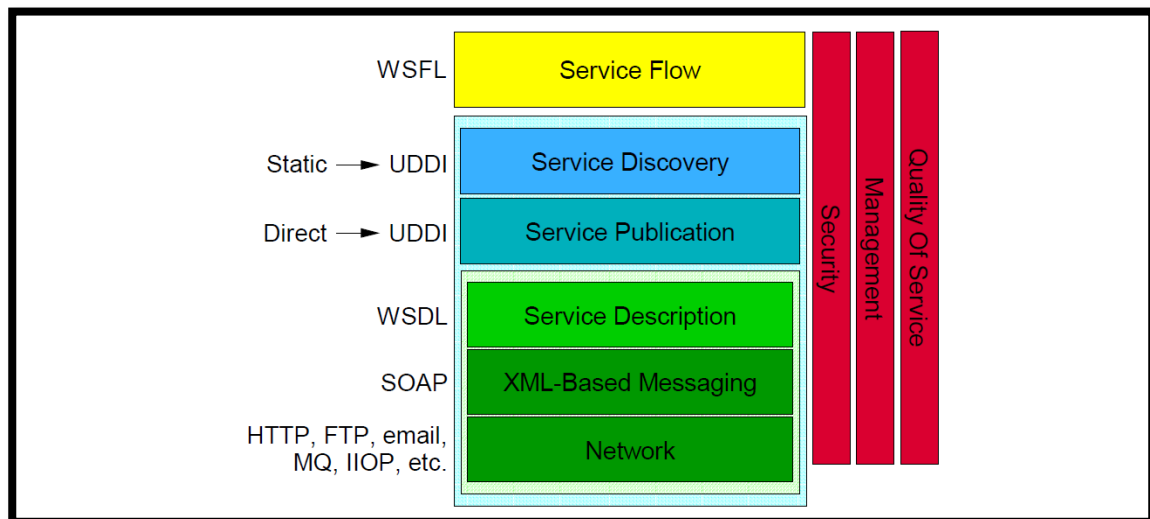 WSFL Service Flow
Static → UDDI Service Discovery
Direct → UDDI Service Publication
WSDL Service Description
SOAP XML-Based Messaging
HTTP, FTP, email,
MQ, IIOP, etc.
Network
Security
Management
Quality Of Service